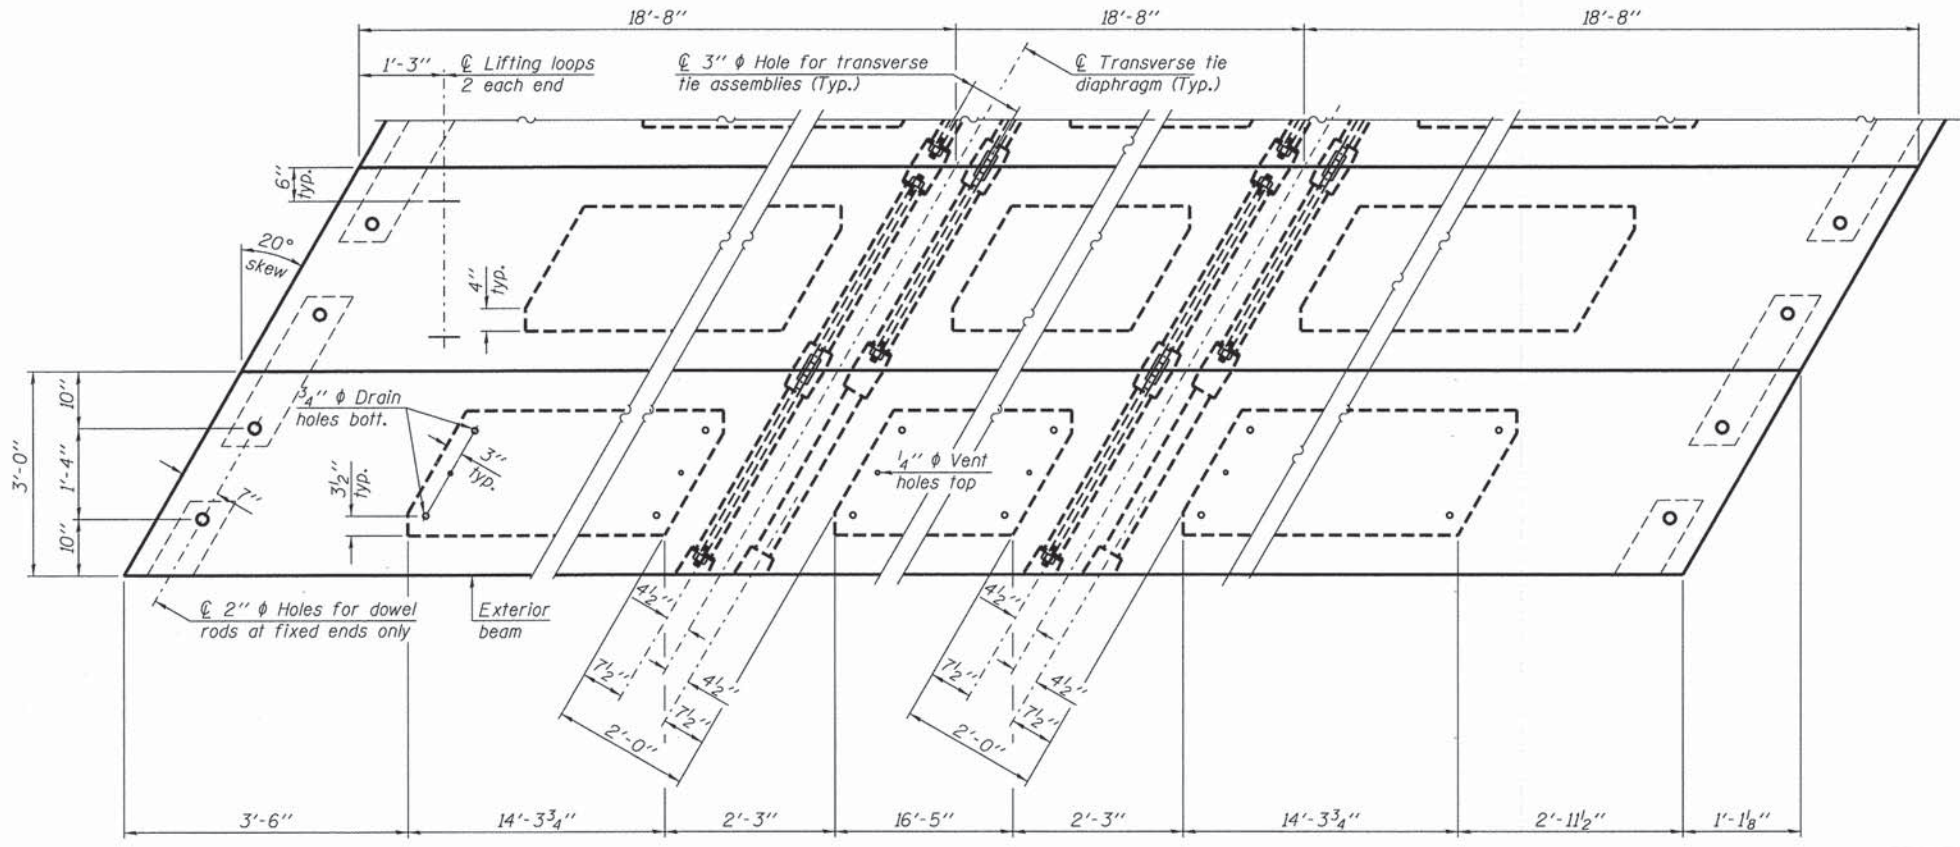 18'-8" 18'-8" 18'-8"
1'-3"
℄ Lifting loops
2 each end
℄ 3" ϕ Hole for transverse
tie assemblies (Typ.)
℄ Transverse tie
diaphragm (Typ.)
6"
typ.
20°
skew
4"
typ.
3'-0"
10"
1'-4"
10"
3/4" ϕ Drain
holes bott.
3"
typ.
3 1/2"
typ.
7"
1/4" ϕ Vent
holes top
℄ 2" ϕ Holes for dowel
rods at fixed ends only
Exterior
beam
4 1/2"
7 1/2"
4 1/2"
7 1/2"
2'-0"
4 1/2"
7 1/2"
4 1/2"
7 1/2"
2'-0"
3'-6" 14'-3 3/4" 2'-3" 16'-5" 2'-3" 14'-3 3/4" 2'-11 1/2" 1'-1 1/8"